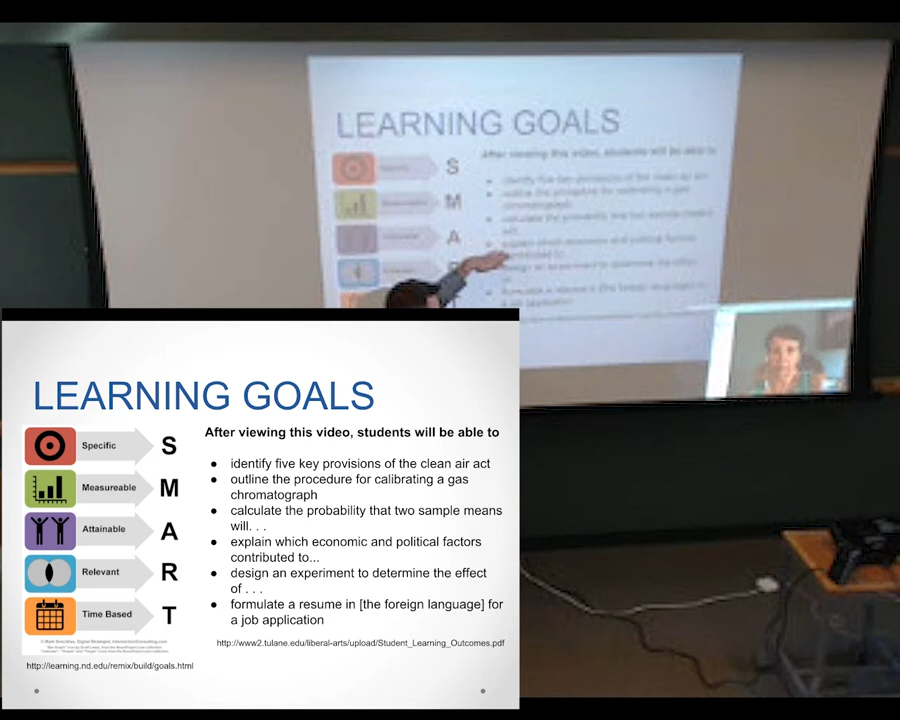 LEARNING GOALS
After viewing this video, students will be able to
S
M
A
LEARNING GOALS
After viewing this video, students will be able to
Specific
S
Measureable
M
Attainable
A
Relevant
R
Time Based
T
● identify five key provisions of the clean air act
● outline the procedure for calibrating a gas
chromatograph
● calculate the probability that two sample means
will. . .
● explain which economic and political factors
contributed to...
● design an experiment to determine the effect
of . . .
● formulate a resume in [the foreign language] for
a job application
http://www2.tulane.edu/liberal-arts/upload/Student_Learning_Outcomes.pdf
http://learning.nd.edu/remix/build/goals.html